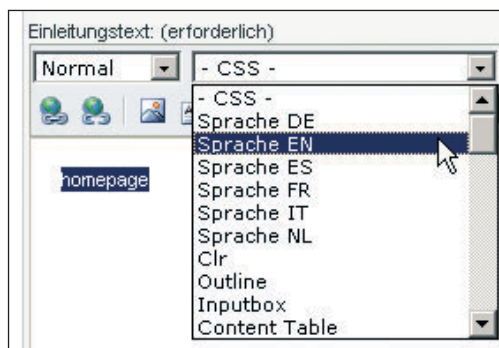 Einleitungstext: (erforderlich)
Normal - CSS -
- CSS -
Sprache DE
Sprache EN
Sprache ES
Sprache FR
Sprache IT
Sprache NL
Clr
Outline
Inputbox
Content Table
homepage